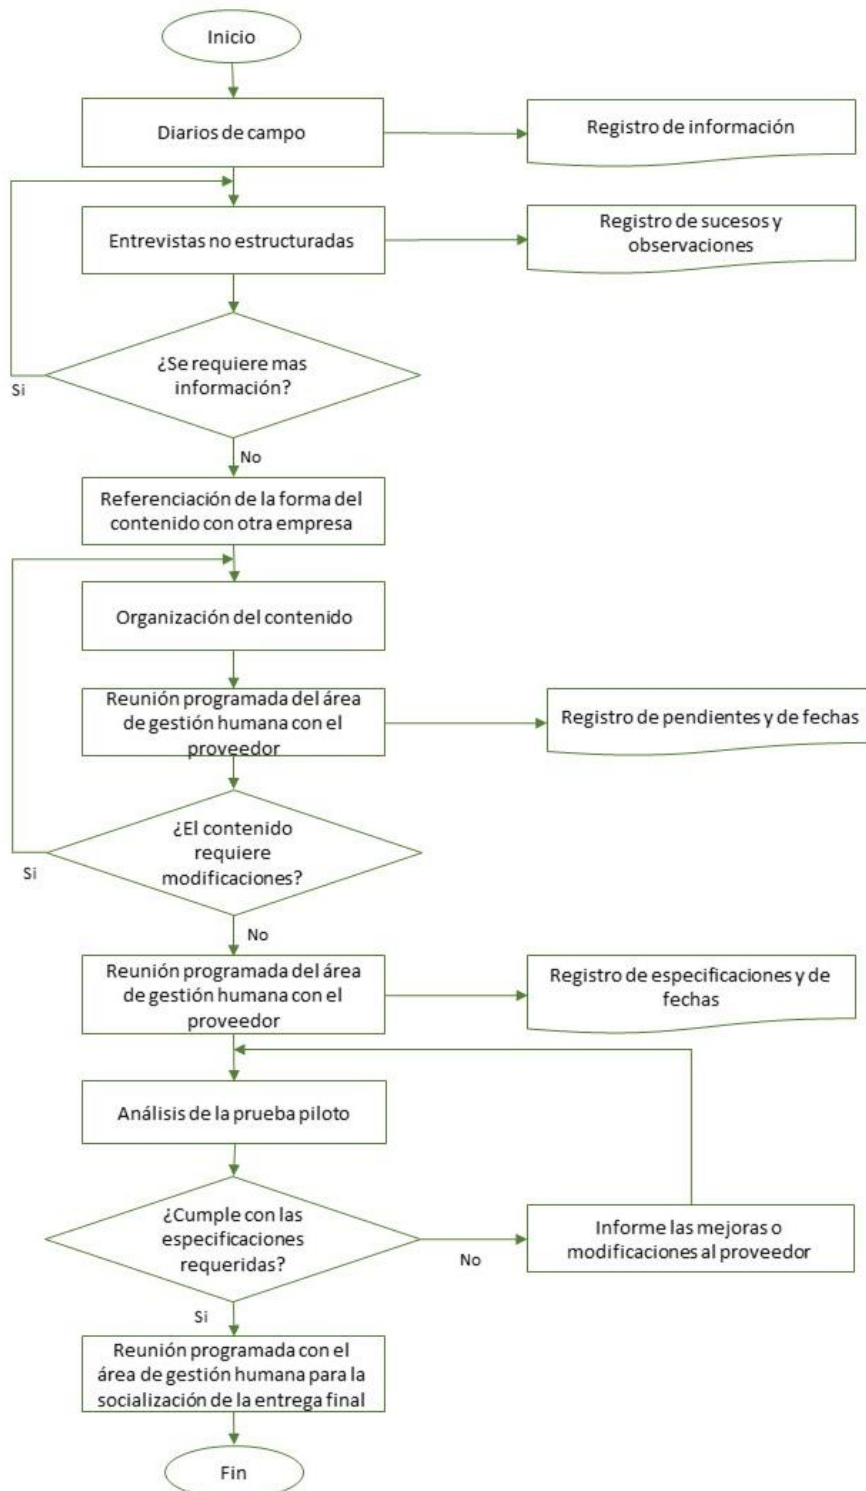 Inicio
Diarios de campo
Registro de información
Entrevistas no estructuradas
Registro de sucesos y
observaciones
¿Se requiere mas
información?
Si
No
Referenciación de la forma del
contenido con otra empresa
Organización del contenido
Reunión programada del área
de gestión humana con el
proveedor
Registro de pendientes y de fechas
¿El contenido
requiere
modificaciones?
Si
No
Reunión programada del área
de gestión humana con el
proveedor
Registro de especificaciones y de
fechas
Análisis de la prueba piloto
¿Cumple con las
especificaciones
requeridas?
No
Informe las mejoras o
modificaciones al proveedor
Si
Reunión programada con el
área de gestión humana para la
socialización de la entrega final
Fin